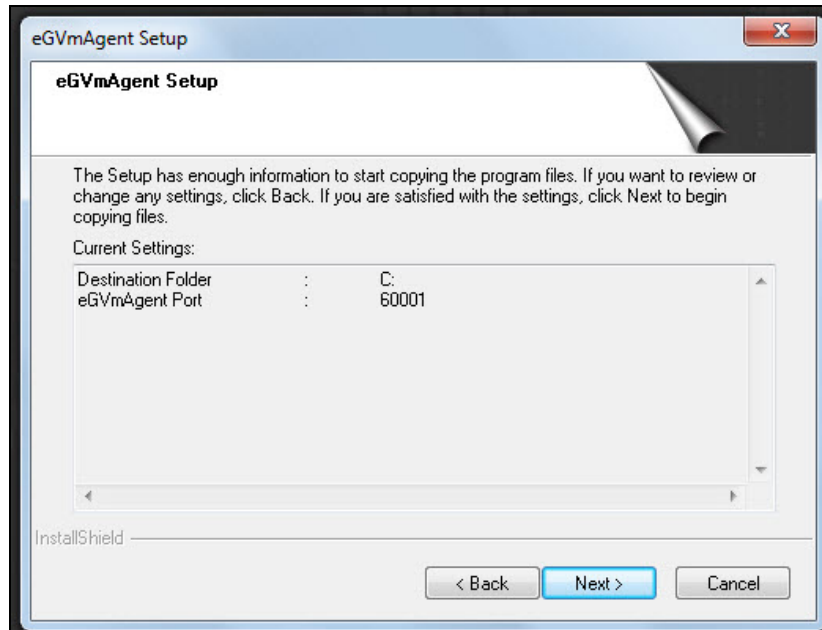 eGVmAgent Setup
eGVmAgent Setup
The Setup has enough information to start copying the program files. If you want to review or
change any settings, click Back. If you are satisfied with the settings, click Next to begin
copying files.
Current Settings:
Destination Folder : C:
eGVmAgent Port : 60001
InstallShield
< Back Next > Cancel